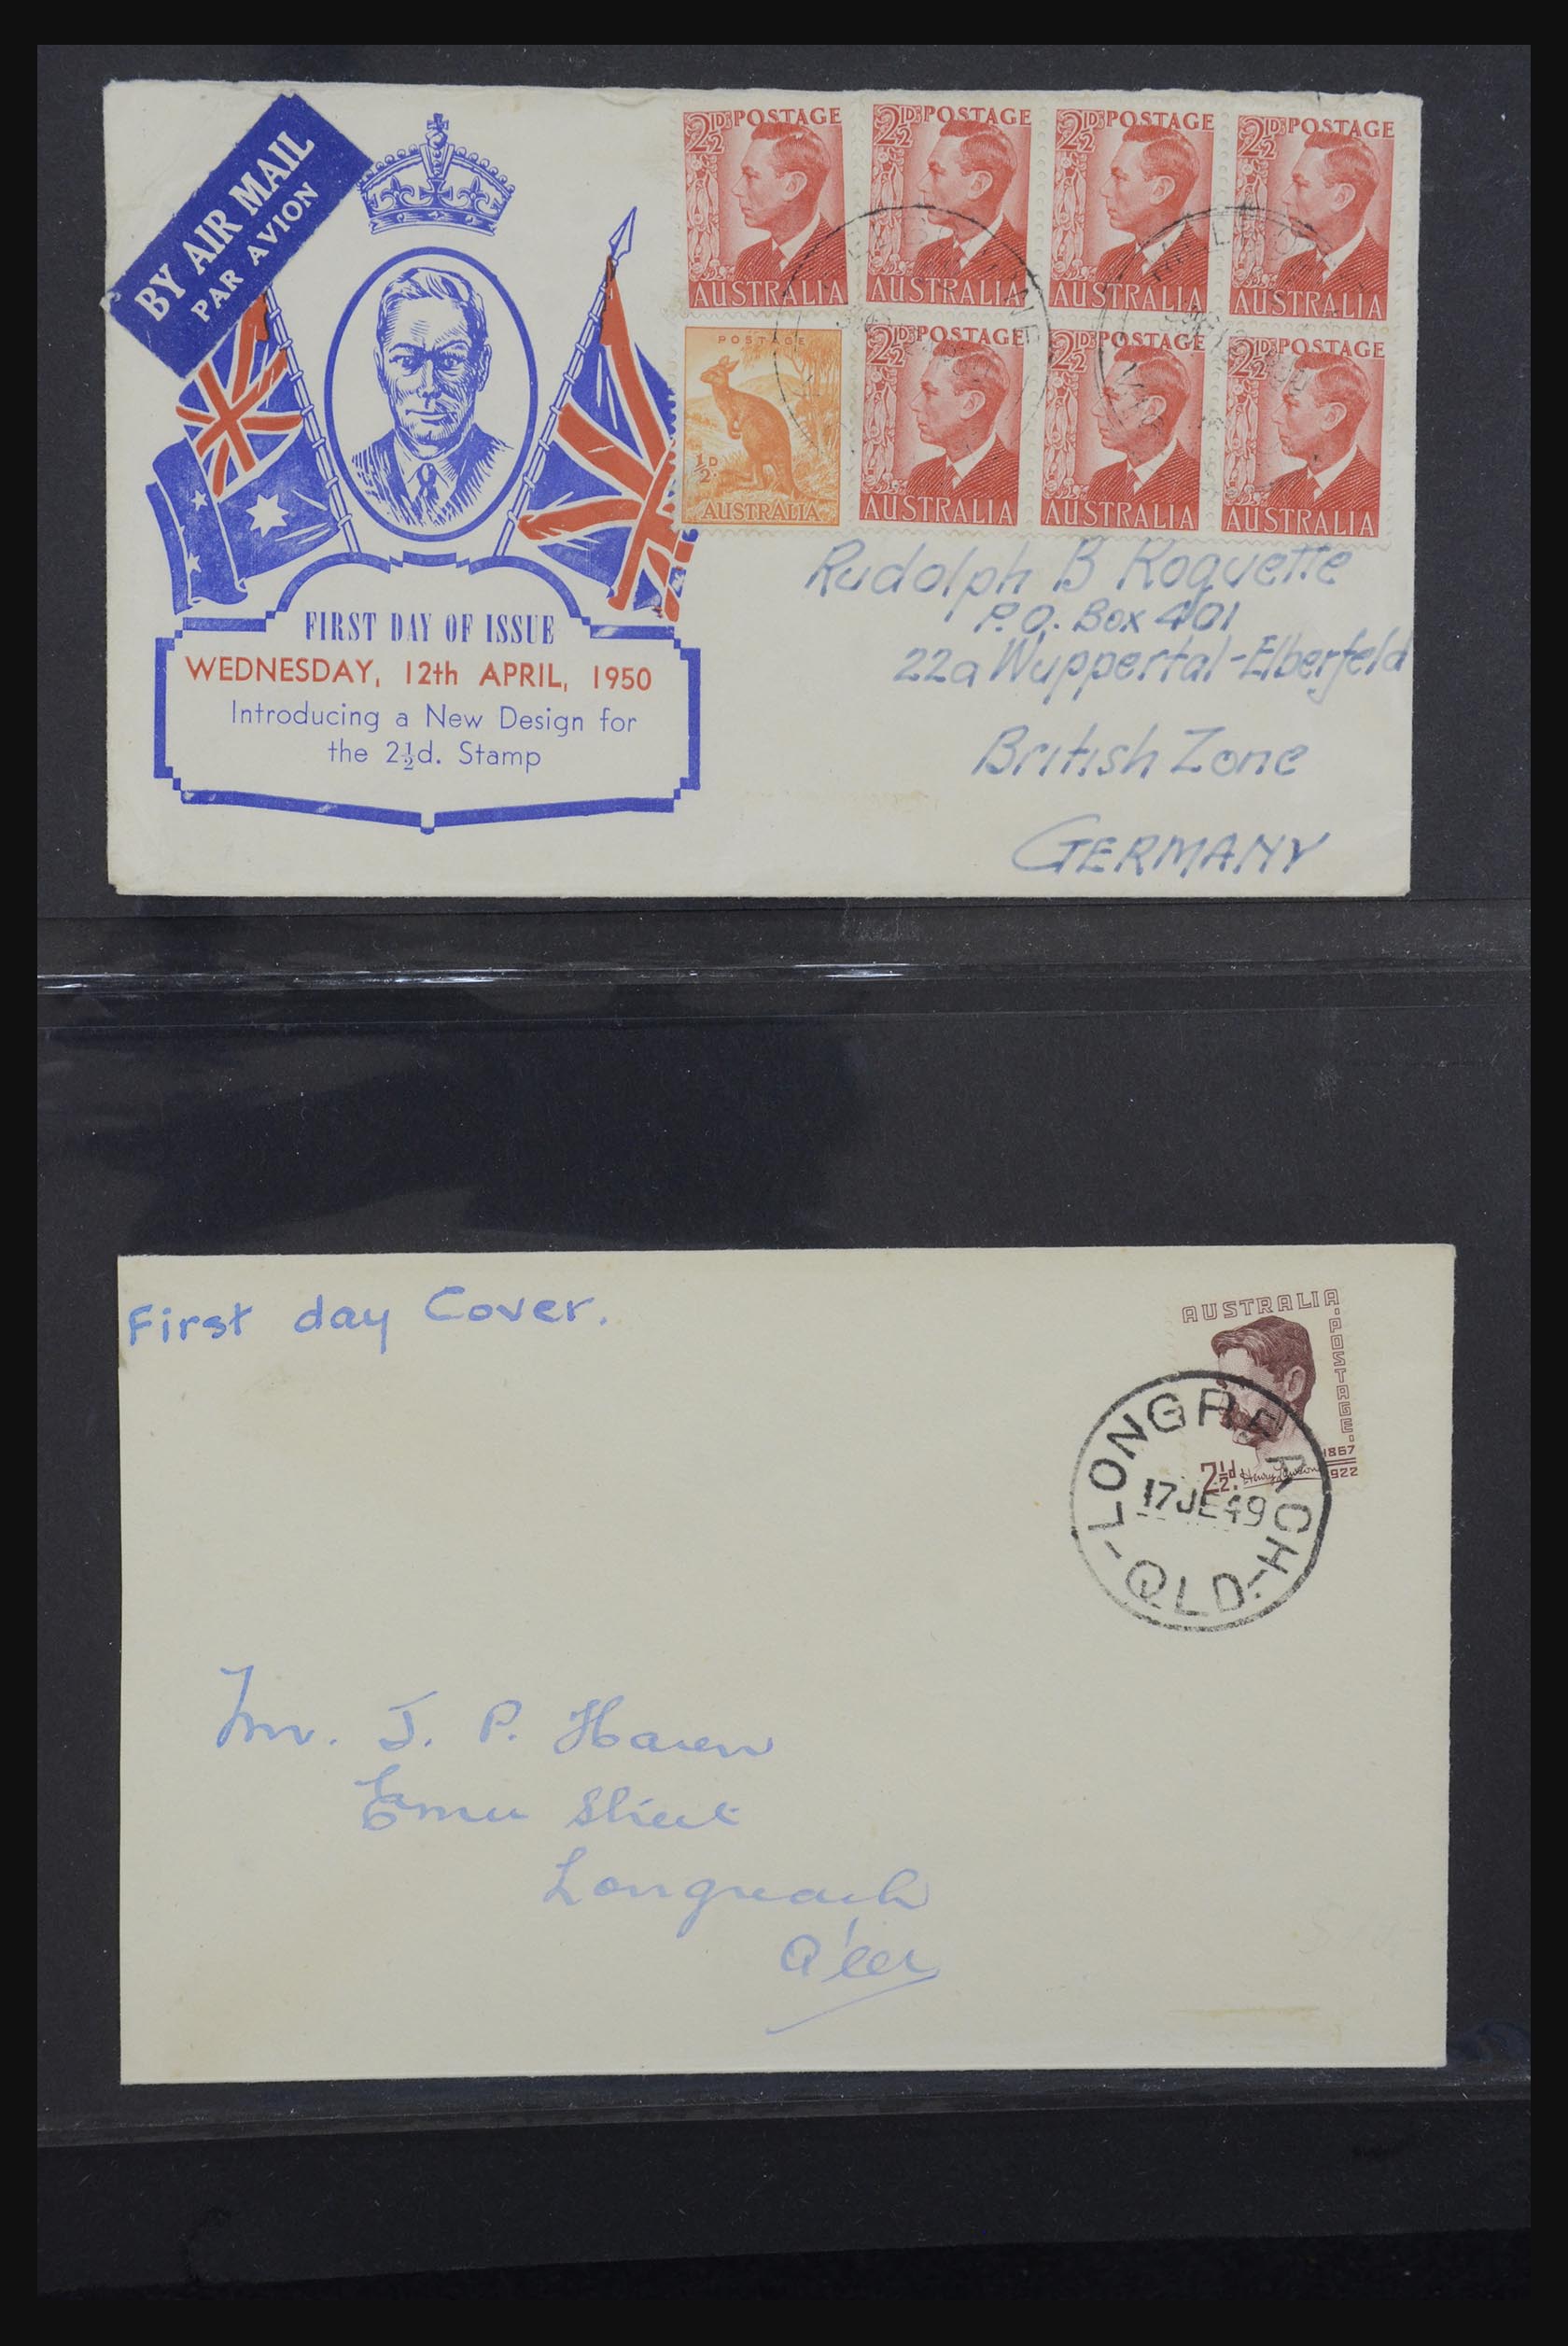 BY AIR MAIL
PAR AVION
2½D. POSTAGE
AUSTRALIA
2½D. POSTAGE
AUSTRALIA
2½D. POSTAGE
AUSTRALIA
2½D. POSTAGE
AUSTRALIA
POSTAGE
½D.
AUSTRALIA
2½D. POSTAGE
AUSTRALIA
2½D. POSTAGE
AUSTRALIA
2½D. POSTAGE
AUSTRALIA
FIRST DAY OF ISSUE
WEDNESDAY, 12th APRIL, 1950
Introducing a New Design for
the 2½d. Stamp
Rudolph B Roquette
P.O. Box 401
22a Wuppertal-Elberfeld
British Zone
GERMANY
First day Cover.
AUSTRALIA
POSTAGE
1867
1922
2½d.
Henry Lawson
LONGREACH
17 JE 49
-QLD-
Mr. J. P. Haren
Emu Street
Longreach